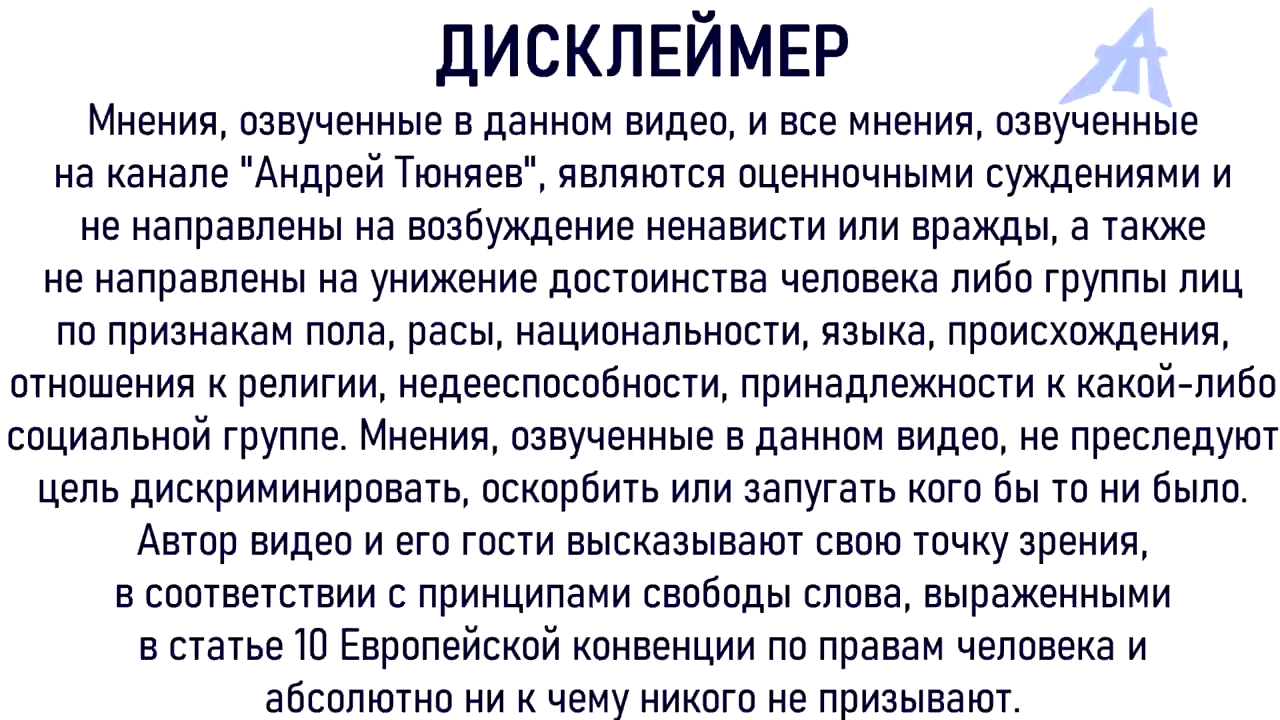 ДИСКЛЕЙМЕР
Мнения, озвученные в данном видео, и все мнения, озвученные
на канале "Андрей Тюняев", являются оценночными суждениями и
не направлены на возбуждение ненависти или вражды, а также
не направлены на унижение достоинства человека либо группы лиц
по признакам пола, расы, национальности, языка, происхождения,
отношения к религии, недееспособности, принадлежности к какой-либо
социальной группе. Мнения, озвученные в данном видео, не преследуют
цель дискриминировать, оскорбить или запугать кого бы то ни было.
Автор видео и его гости высказывают свою точку зрения,
в соответствии с принципами свободы слова, выраженными
в статье 10 Европейской конвенции по правам человека и
абсолютно ни к чему никого не призывают.